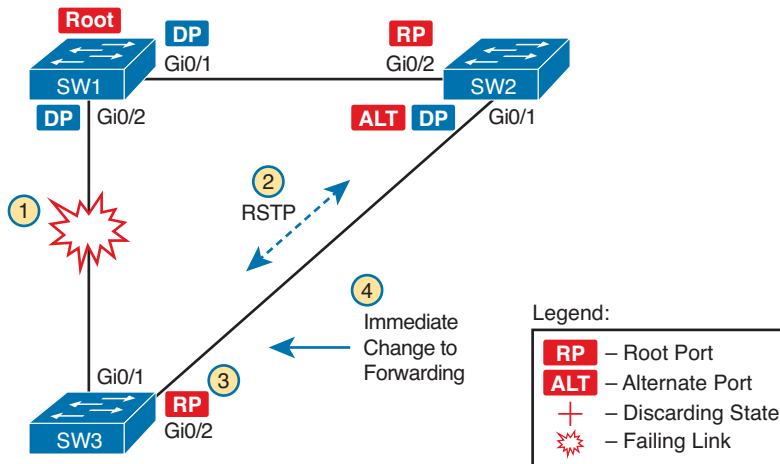 Root
DP
RP
Gi0/1
Gi0/2
SW1
SW2
DP
Gi0/2
ALT
DP
Gi0/1
1
2
RSTP
4
Immediate
Change to
Forwarding
Gi0/1
3
RP
Gi0/2
SW3
Legend:
RP – Root Port
ALT – Alternate Port
– Discarding State
– Failing Link